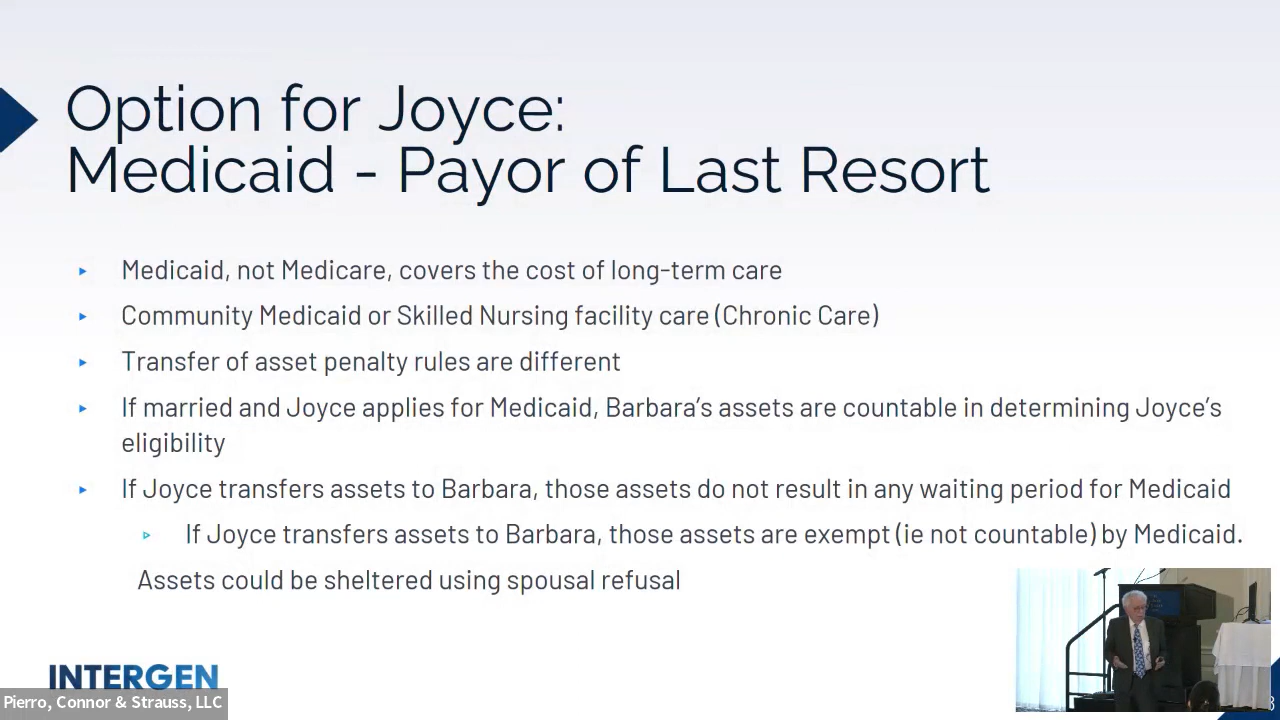 Option for Joyce:
Medicaid - Payor of Last Resort
Medicaid, not Medicare, covers the cost of long-term care
Community Medicaid or Skilled Nursing facility care (Chronic Care)
Transfer of asset penalty rules are different
If married and Joyce applies for Medicaid, Barbara's assets are countable in determining Joyce's
eligibility
If Joyce transfers assets to Barbara, those assets do not result in any waiting period for Medicaid
If Joyce transfers assets to Barbara, those assets are exempt (ie not countable) by Medicaid.
Assets could be sheltered using spousal refusal
INTERGEN
Pierro, Connor & Strauss, LLC